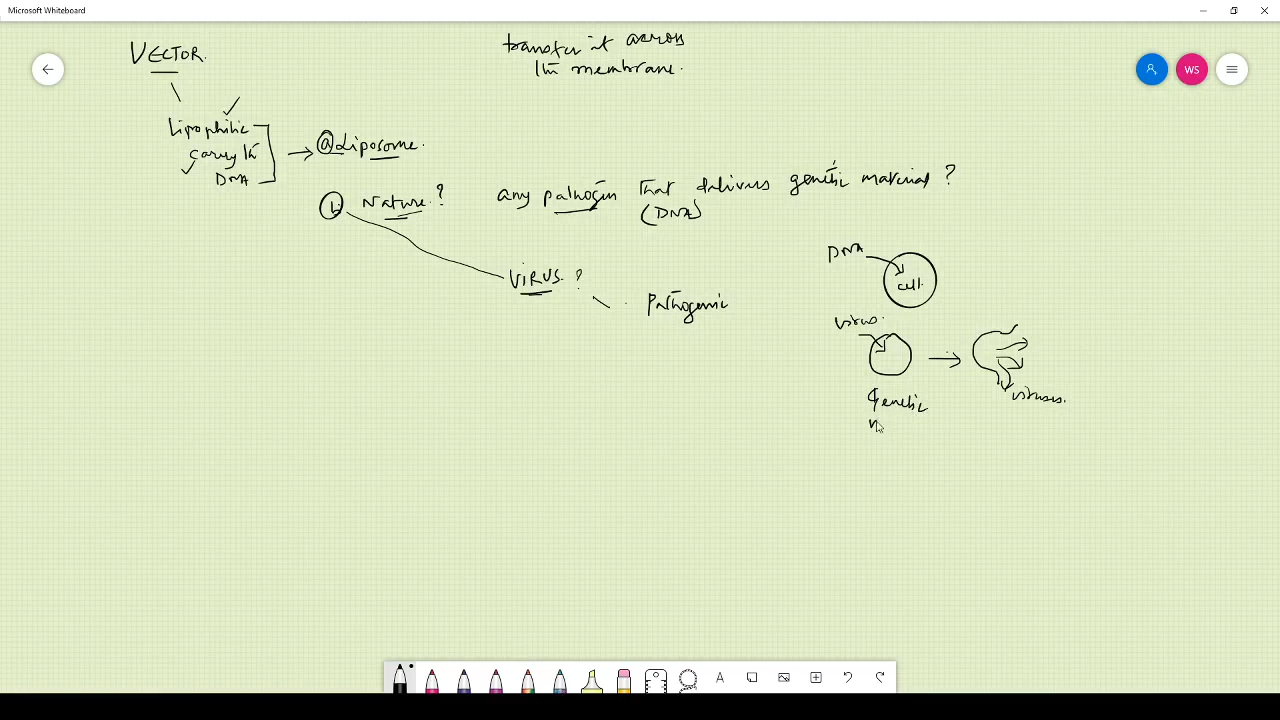 Microsoft Whiteboard
VECTOR.
transfer it across
the membrane.
WS
Lipophilic
carry the
DNA
(a) Liposome.
(b) Nature?
any pathogen that delivers genetic material?
(DNA)
VIRUS?
Pathogenic
DNA
cell
virus.
viruses.
Genetic
A